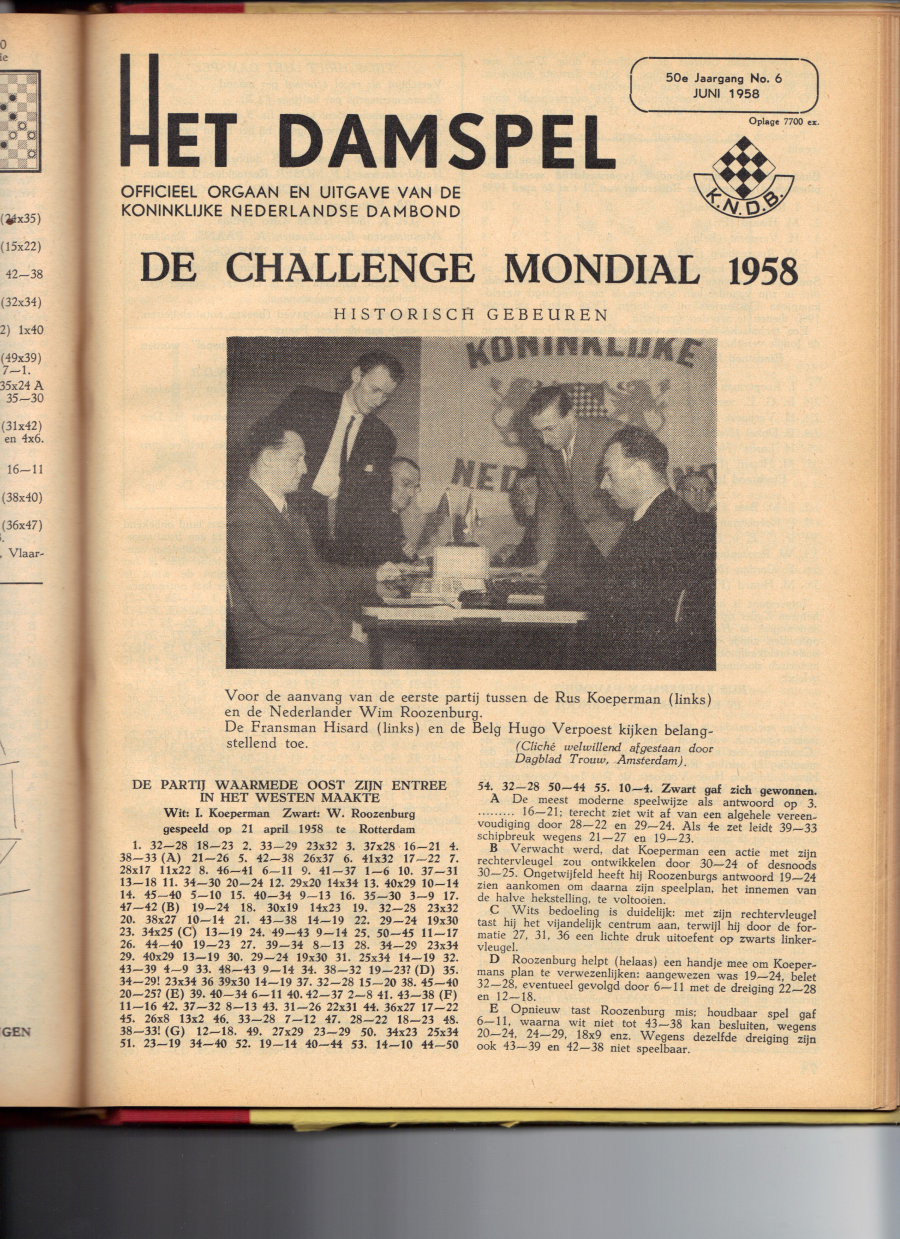 0
(24x35)
(15x22)
42—38
(32x34)
2) 1x40
(49x39)
7—1.
35x24 A
35—30
(31x42)
en 4x6.
16—11
(38x40)
(36x47)
, Vlaar-
NGEN
50e Jaargang No. 6
JUNI 1958
Oplage 7700 ex.
HET DAMSPEL
OFFICIEEL ORGAAN EN UITGAVE VAN DE
KONINKLIJKE NEDERLANDSE DAMBOND
K.N.D.B.
DE CHALLENGE MONDIAL 1958
HISTORISCH GEBEUREN
KONINKLIJKE
NED
Voor de aanvang van de eerste partij tussen de Rus Koeperman (links)
en de Nederlander Wim Roozenburg.
De Fransman Hisard (links) en de Belg Hugo Verpoest kijken belang-
stellend toe.
(Cliché welwillend afgestaan door
Dagblad Trouw, Amsterdam).
DE PARTIJ WAARMEDE OOST ZIJN ENTREE
IN HET WESTEN MAAKTE
Wit: I. Koeperman Zwart: W. Roozenburg
gespeeld op 21 april 1958 te Rotterdam
1. 32—28 18—23 2. 33—29 23x32 3. 37x28 16—21 4.
38—33 (A) 21—26 5. 42—38 26x37 6. 41x32 17—22 7.
28x17 11x22 8. 46—41 6—11 9. 41—37 1—6 10. 37—31
13—18 11. 34—30 20—24 12. 29x20 14x34 13. 40x29 10—14
14. 45—40 5—10 15. 40—34 9—13 16. 35—30 3—9 17.
47—42 (B) 19—24 18. 30x19 14x23 19. 32—28 23x32
20. 38x27 10—14 21. 43—38 14—19 22. 29—24 19x30
23. 34x25 (C) 13—19 24. 49—43 9—14 25. 50—45 11—17
26. 44—40 19—23 27. 39—34 8—13 28. 34—29 23x34
29. 40x29 13—19 30. 29—24 19x30 31. 25x34 14—19 32.
43—39 4—9 33. 48—43 9—14 34. 38—32 19—23? (D) 35.
34—29! 23x34 36 39x30 14—19 37. 32—28 15—20 38. 45—40
20—25? (E) 39. 40—34 6—11 40. 42—37 2—8 41. 43—38 (F)
11—16 42. 37—32 8—13 43. 31—26 22x31 44. 36x27 17—22
45. 26x8 13x2 46. 33—28 7—12 47. 28—22 18—23 48.
38—33! (G) 12—18. 49. 27x29 23—29 50. 34x23 25x34
51. 23—19 34—40 52. 19—14 40—44 53. 14—10 44—50
54. 32—28 50—44 55. 10—4. Zwart gaf zich gewonnen.
A De meest moderne speelwijze als antwoord op 3.
......... 16—21; terecht ziet wit af van een algehele vereen-
voudiging door 28—22 en 29—24. Als 4e zet leidt 39—33
schipbreuk wegens 21—27 en 19—23.
B Verwacht werd, dat Koeperman een actie met zijn
rechtervleugel zou ontwikkelen door 30—24 of desnoods
30—25. Ongetwijfeld heeft hij Roozenburgs antwoord 19—24
zien aankomen om daarna zijn speelplan, het innemen van
de halve hekstelling, te voltooien.
C Wits bedoeling is duidelijk: met zijn rechtervleugel
tast hij het vijandelijk centrum aan, terwijl hij door de for-
matie 27, 31, 36 een lichte druk uitoefent op zwarts linker-
vleugel.
D Roozenburg helpt (helaas) een handje mee om Koeper-
mans plan te verwezenlijken: aangewezen was 19—24, belet
32—28, eventueel gevolgd door 6—11 met de dreiging 22—28
en 12—18.
E Opnieuw tast Roozenburg mis; houdbaar spel gaf
6—11, waarna wit niet tot 43—38 kan besluiten, wegens
20—24, 24—29, 18x9 enz. Wegens dezelfde dreiging zijn
ook 43—39 en 42—38 niet speelbaar.